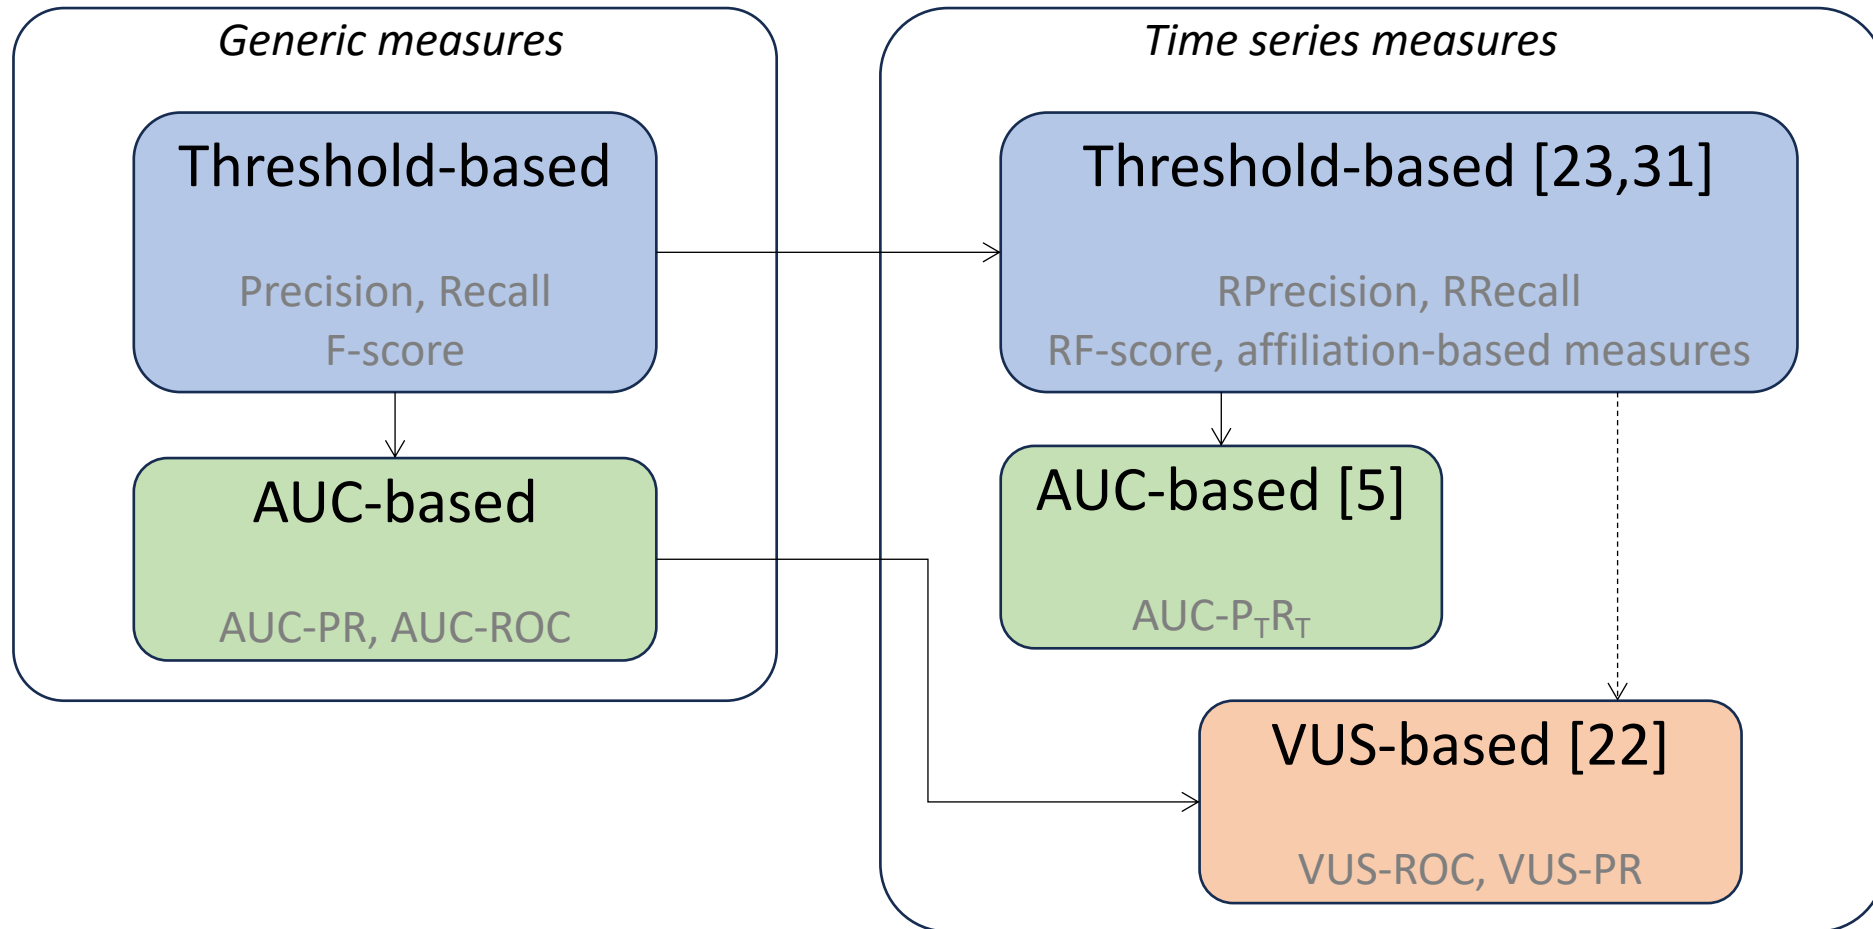 Generic measures
Threshold-based
Precision, Recall
F-score
AUC-based
AUC-PR, AUC-ROC
Time series measures
Threshold-based [23,31]
RPrecision, RRecall
RF-score, affiliation-based measures
AUC-based [5]
AUC-P_TR_T
VUS-based [22]
VUS-ROC, VUS-PR